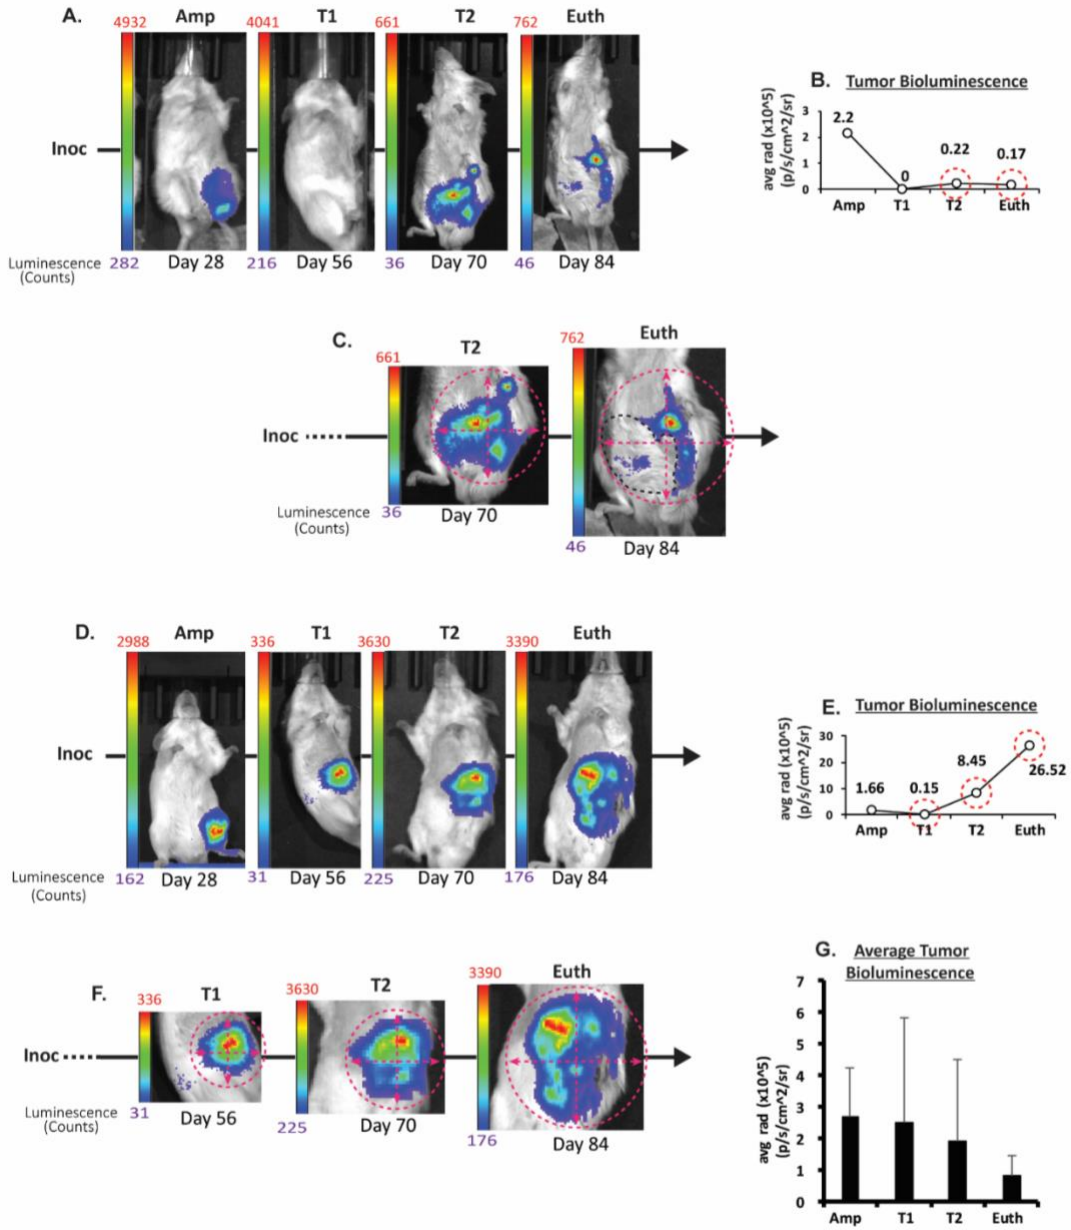 A. Amp T1 T2 Euth
4932 4041 661 762
Inoc
Luminescence (Counts) 282 Day 28 216 Day 56 36 Day 70 46 Day 84
B. Tumor Bioluminescence
avg rad (x10^5)
(p/s/cm^2/sr)
3
2
1
0
2.2 0 0.22 0.17
Amp T1 T2 Euth
C. T2 Euth
661 762
Inoc
Luminescence (Counts) 36 Day 70 46 Day 84
D. Amp T1 T2 Euth
2988 336 3630 3390
Inoc
Luminescence (Counts) 162 Day 28 31 Day 56 225 Day 70 176 Day 84
E. Tumor Bioluminescence
avg rad (x10^5)
(p/s/cm^2/sr)
30
20
10
0
1.66 0.15 8.45 26.52
Amp T1 T2 Euth
F. T1 T2 Euth
336 3630 3390
Inoc
Luminescence (Counts) 31 Day 56 225 Day 70 176 Day 84
G. Average Tumor
Bioluminescence
avg rad (x10^5)
(p/s/cm^2/sr)
7
6
5
4
3
2
1
0
Amp T1 T2 Euth